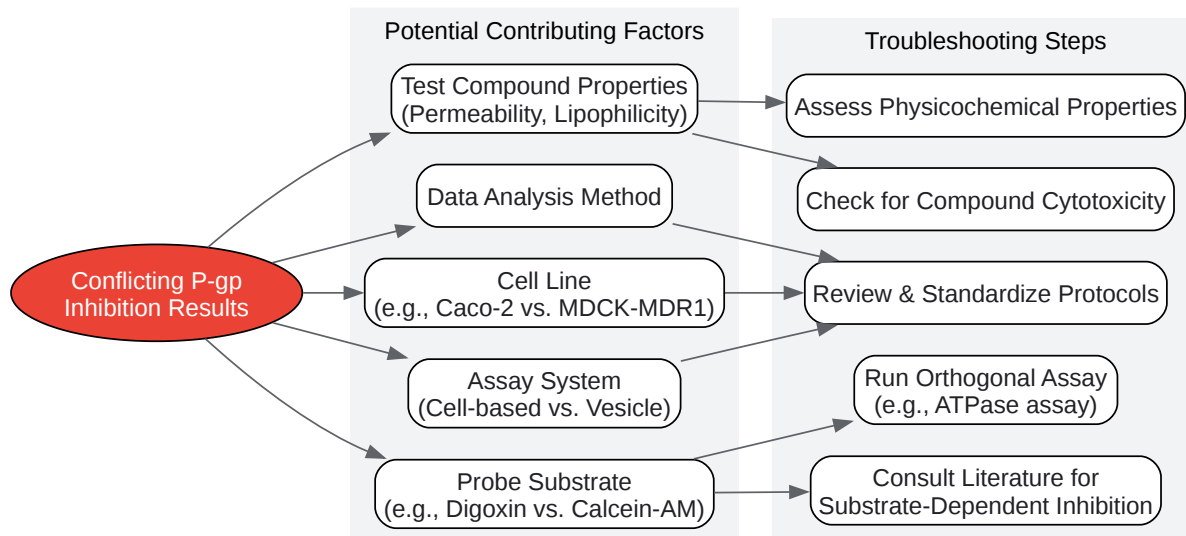 Potential Contributing Factors
Troubleshooting Steps
Conflicting P-gp
Inhibition Results
Test Compound Properties
(Permeability, Lipophilicity)
Data Analysis Method
Cell Line
(e.g., Caco-2 vs. MDCK-MDR1)
Assay System
(Cell-based vs. Vesicle)
Probe Substrate
(e.g., Digoxin vs. Calcein-AM)
Assess Physicochemical Properties
Check for Compound Cytotoxicity
Review & Standardize Protocols
Run Orthogonal Assay
(e.g., ATPase assay)
Consult Literature for
Substrate-Dependent Inhibition